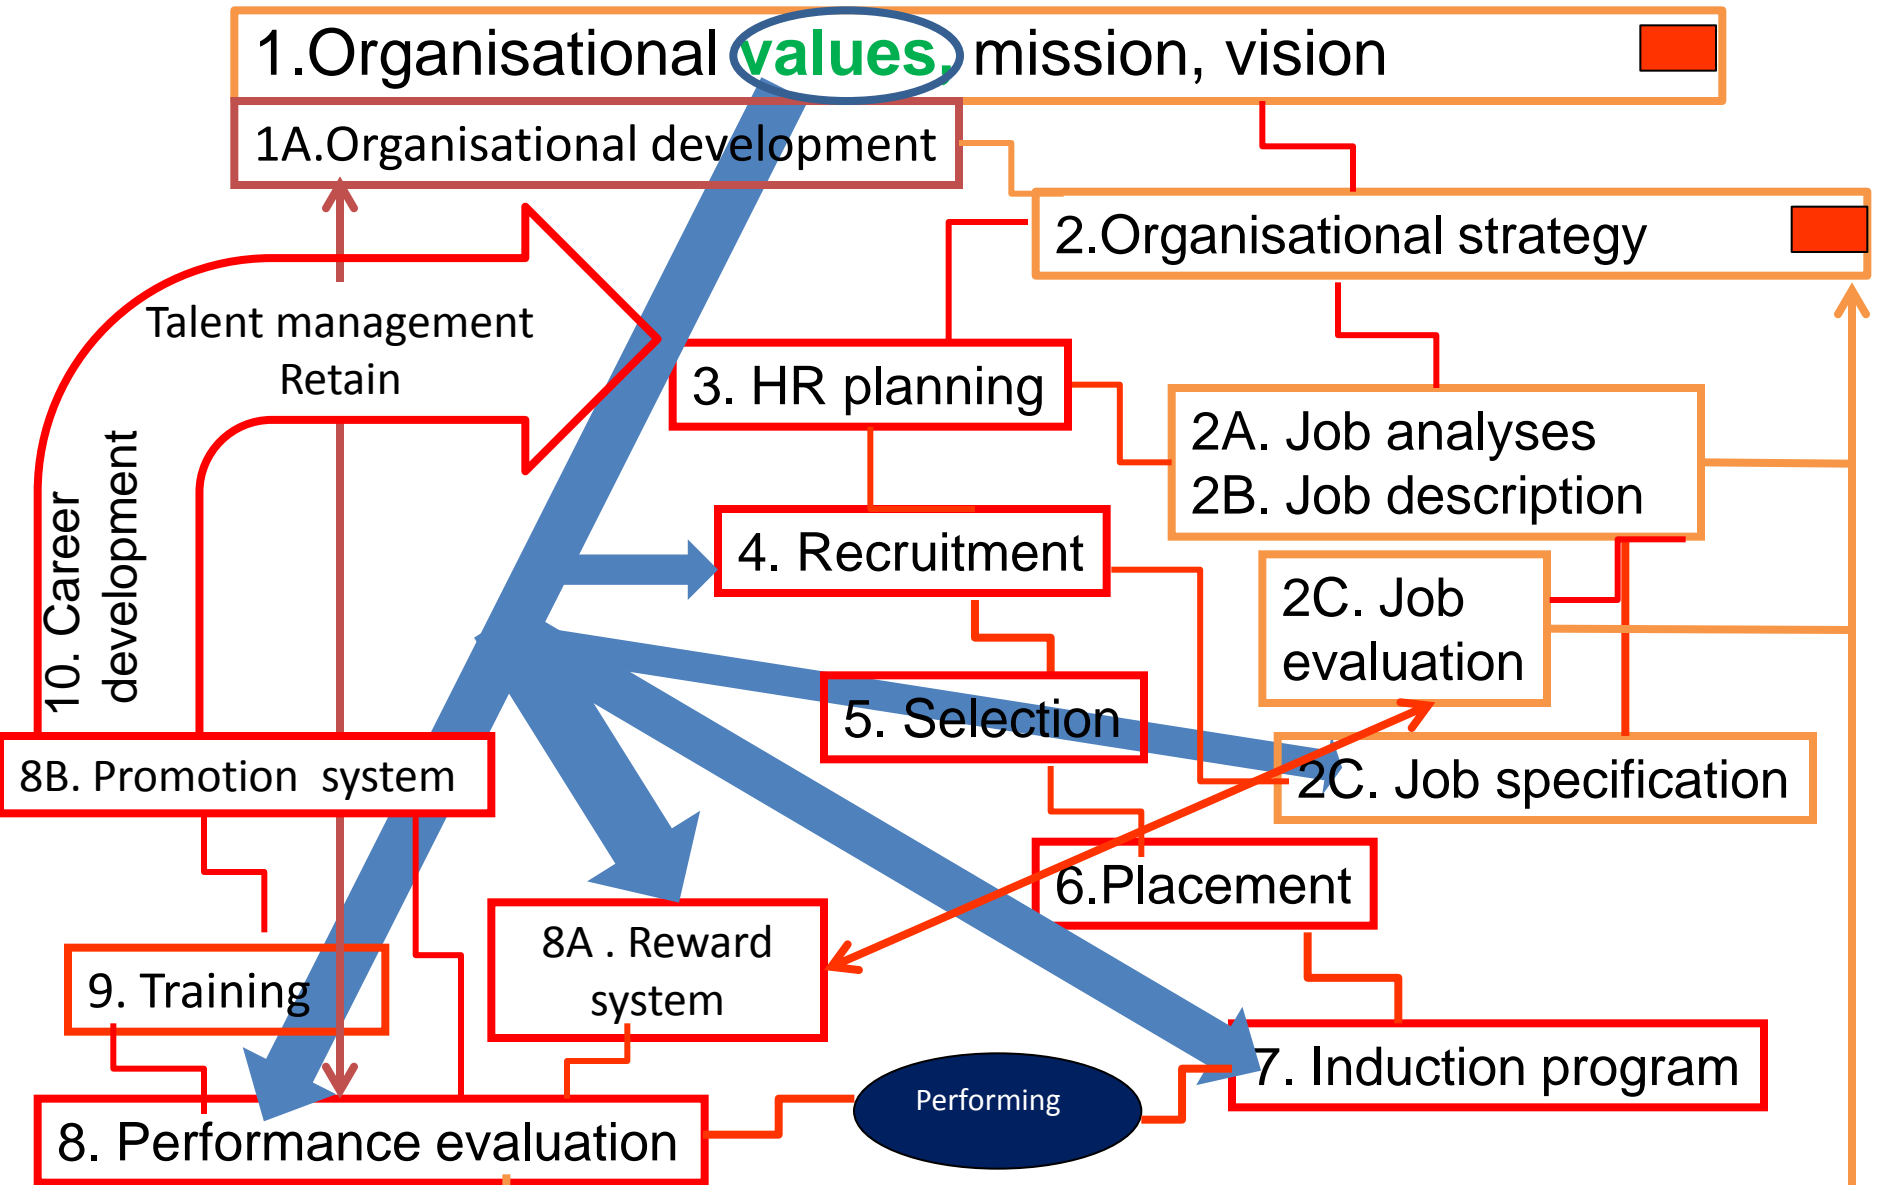 1.Organisational values, mission, vision
1A.Organisational development
2.Organisational strategy
Talent management
Retain
3. HR planning
2A. Job analyses
2B. Job description
10. Career
development
4. Recruitment
2C. Job
evaluation
5. Selection
8B. Promotion system
2C. Job specification
6.Placement
8A . Reward
system
9. Training
7. Induction program
Performing
8. Performance evaluation